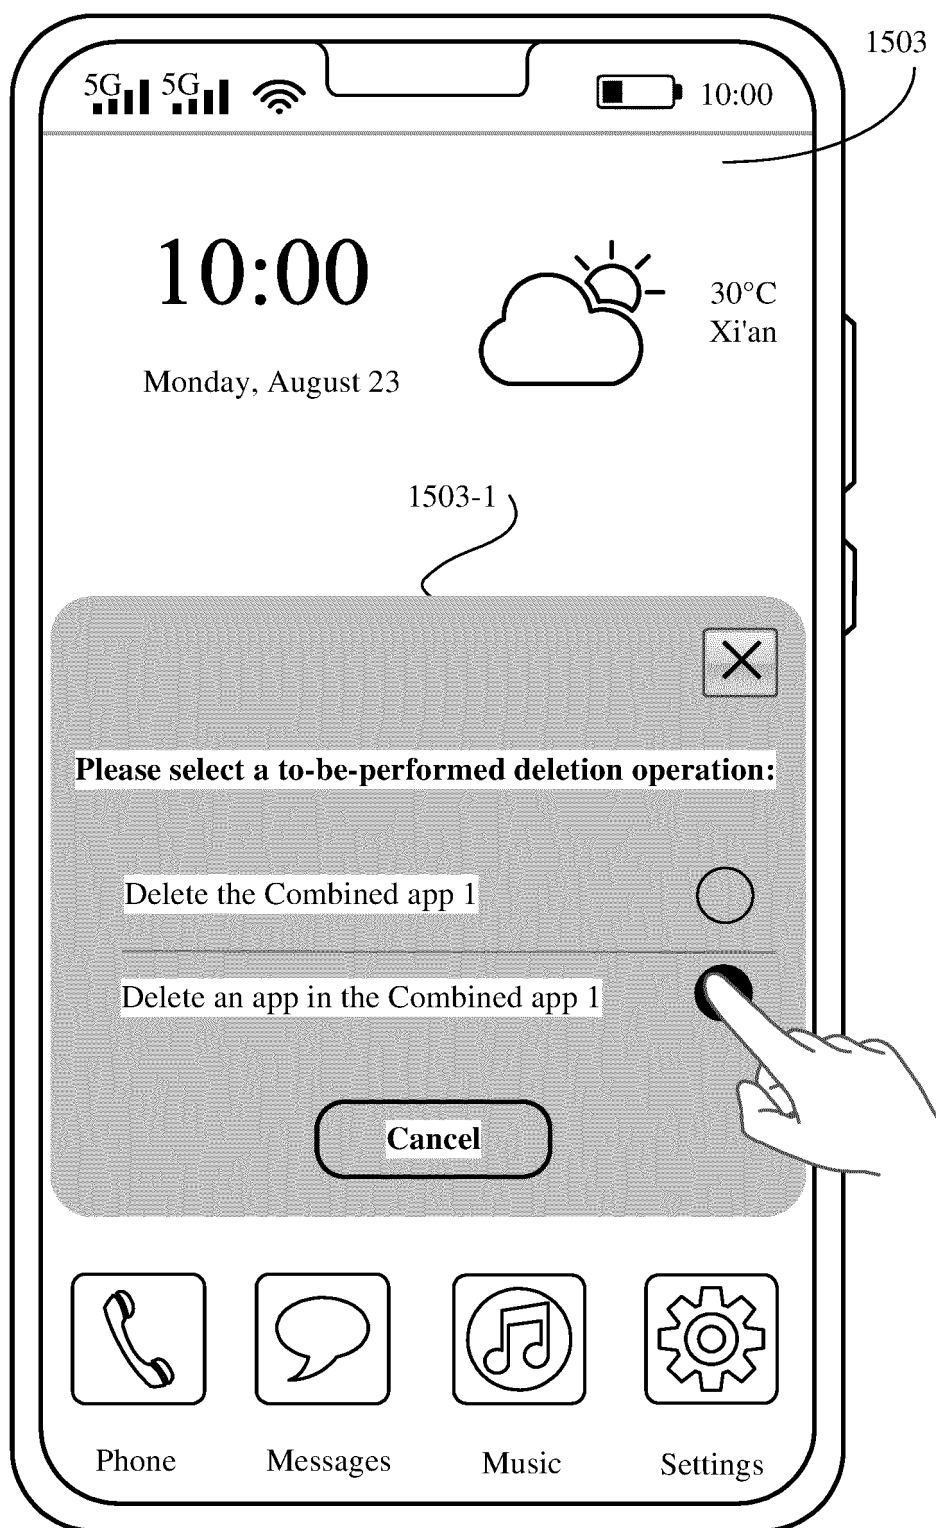 1503
5G 5G 10:00
10:00
30°C
Xi'an
Monday, August 23
1503-1
Please select a to-be-performed deletion operation:
Delete the Combined app 1
Delete an app in the Combined app 1
Cancel
Phone Messages Music Settings